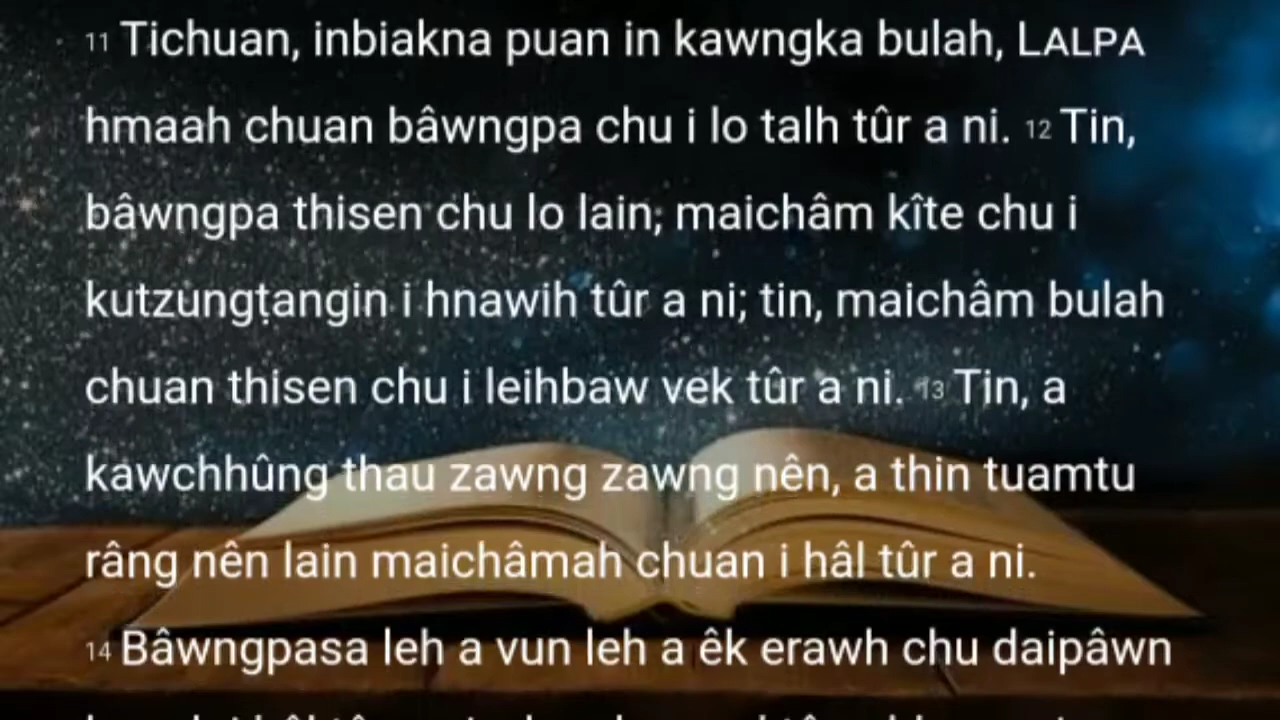 11 Tichuan, inbiakna puan in kawngka bulah, LALPA
hmaah chuan bâwngpa chu i lo talh tûr a ni. 12 Tin,
bâwngpa thisen chu lo lain; maichâm kîte chu i
kutzungṭangin i hnawih tûr a ni; tin, maichâm bulah
chuan thisen chu i leihbaw vek tûr a ni. 13 Tin, a
kawchhûng thau zawng zawng nên, a thin tuamtu
râng nên lain maichâmah chuan i hâl tûr a ni.
14 Bâwngpasa leh a vun leh a êk erawh chu daipâwn